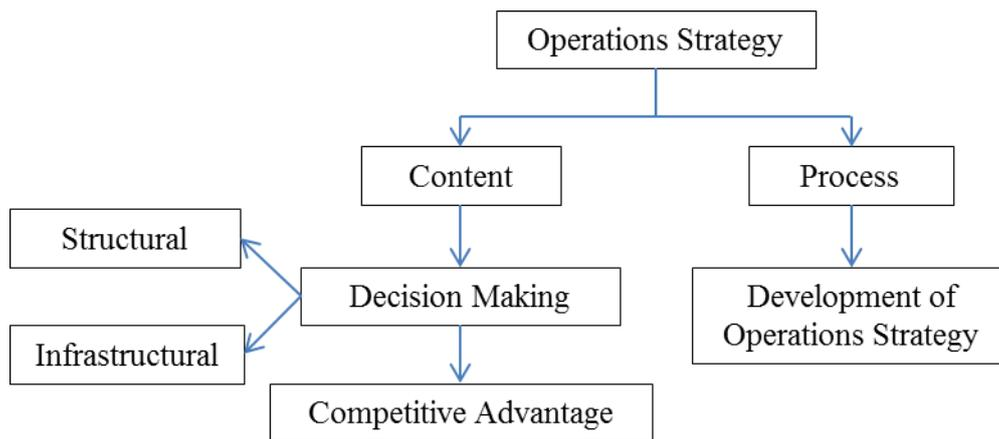 Operations Strategy
Content
Process
Structural
Decision Making
Development of
Operations Strategy
Infrastructural
Competitive Advantage